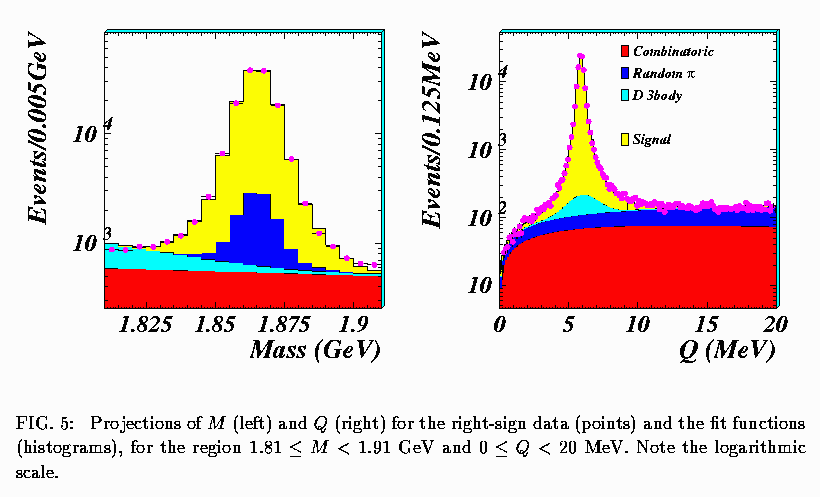 Events/0.005GeV
10^4
10^3
1.825 1.85 1.875 1.9
Mass (GeV)
Events/0.125MeV
10^4
10^3
10^2
10
Combinatoric
Random π
D 3body
Signal
0 5 10 15 20
Q (MeV)
FIG. 5: Projections of M (left) and Q (right) for the right-sign data (points) and the fit functions
(histograms), for the region 1.81 ≤ M < 1.91 GeV and 0 ≤ Q < 20 MeV. Note the logarithmic
scale.